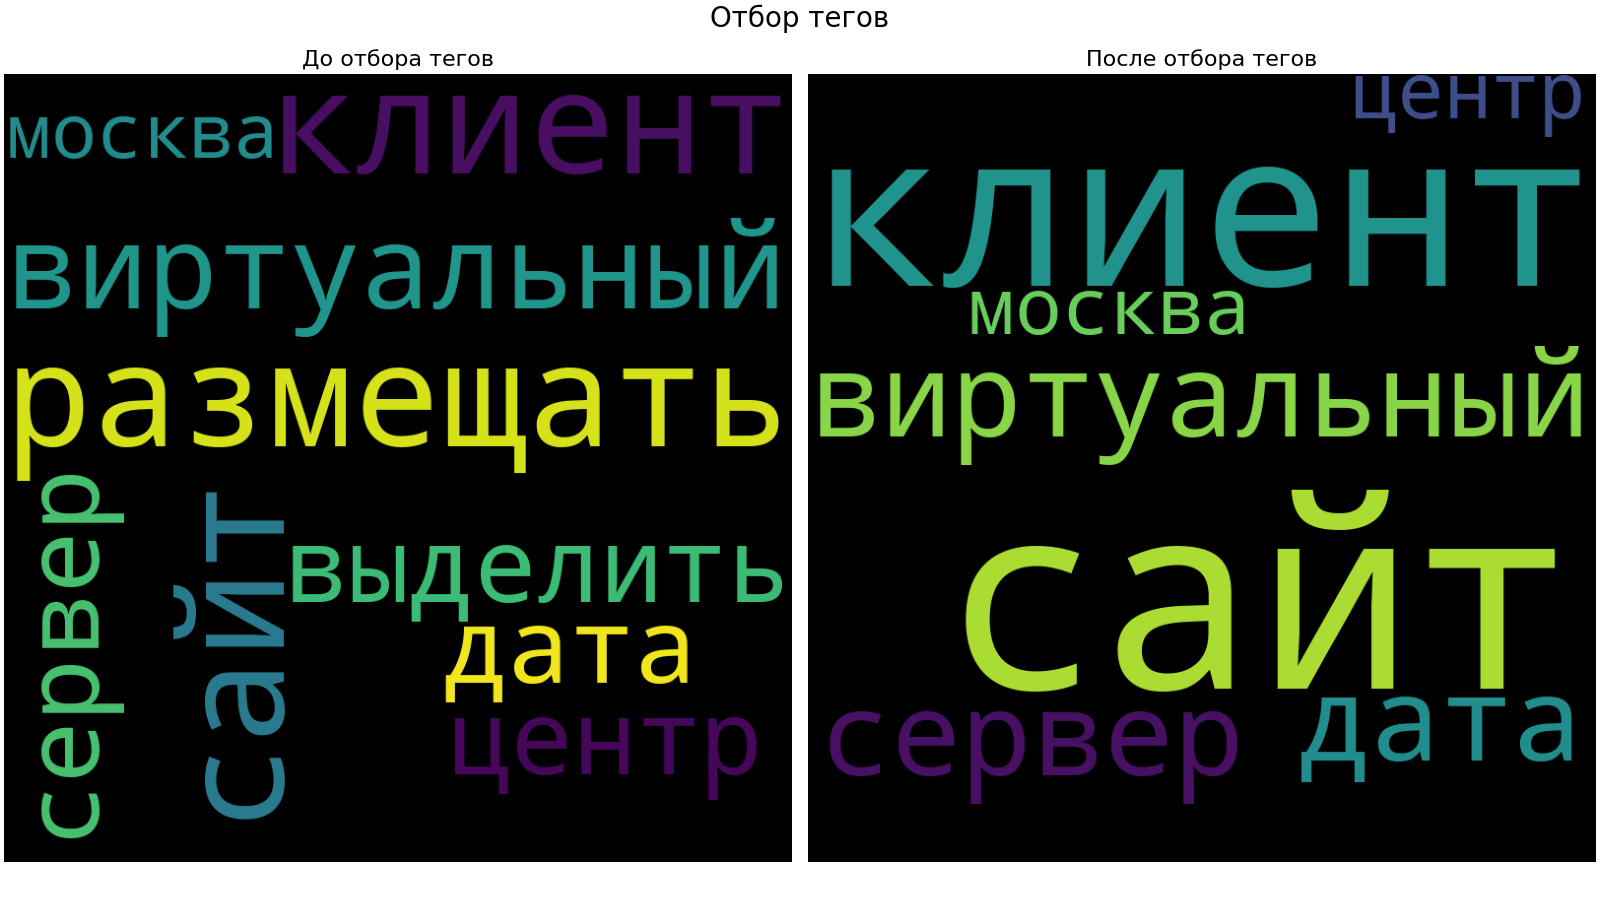 Отбор тегов
До отбора тегов
москва
клиент
виртуальный
размещать
сервер
сайт
выделить
дата
центр
После отбора тегов
центр
клиент
москва
виртуальный
сайт
сервер
дата